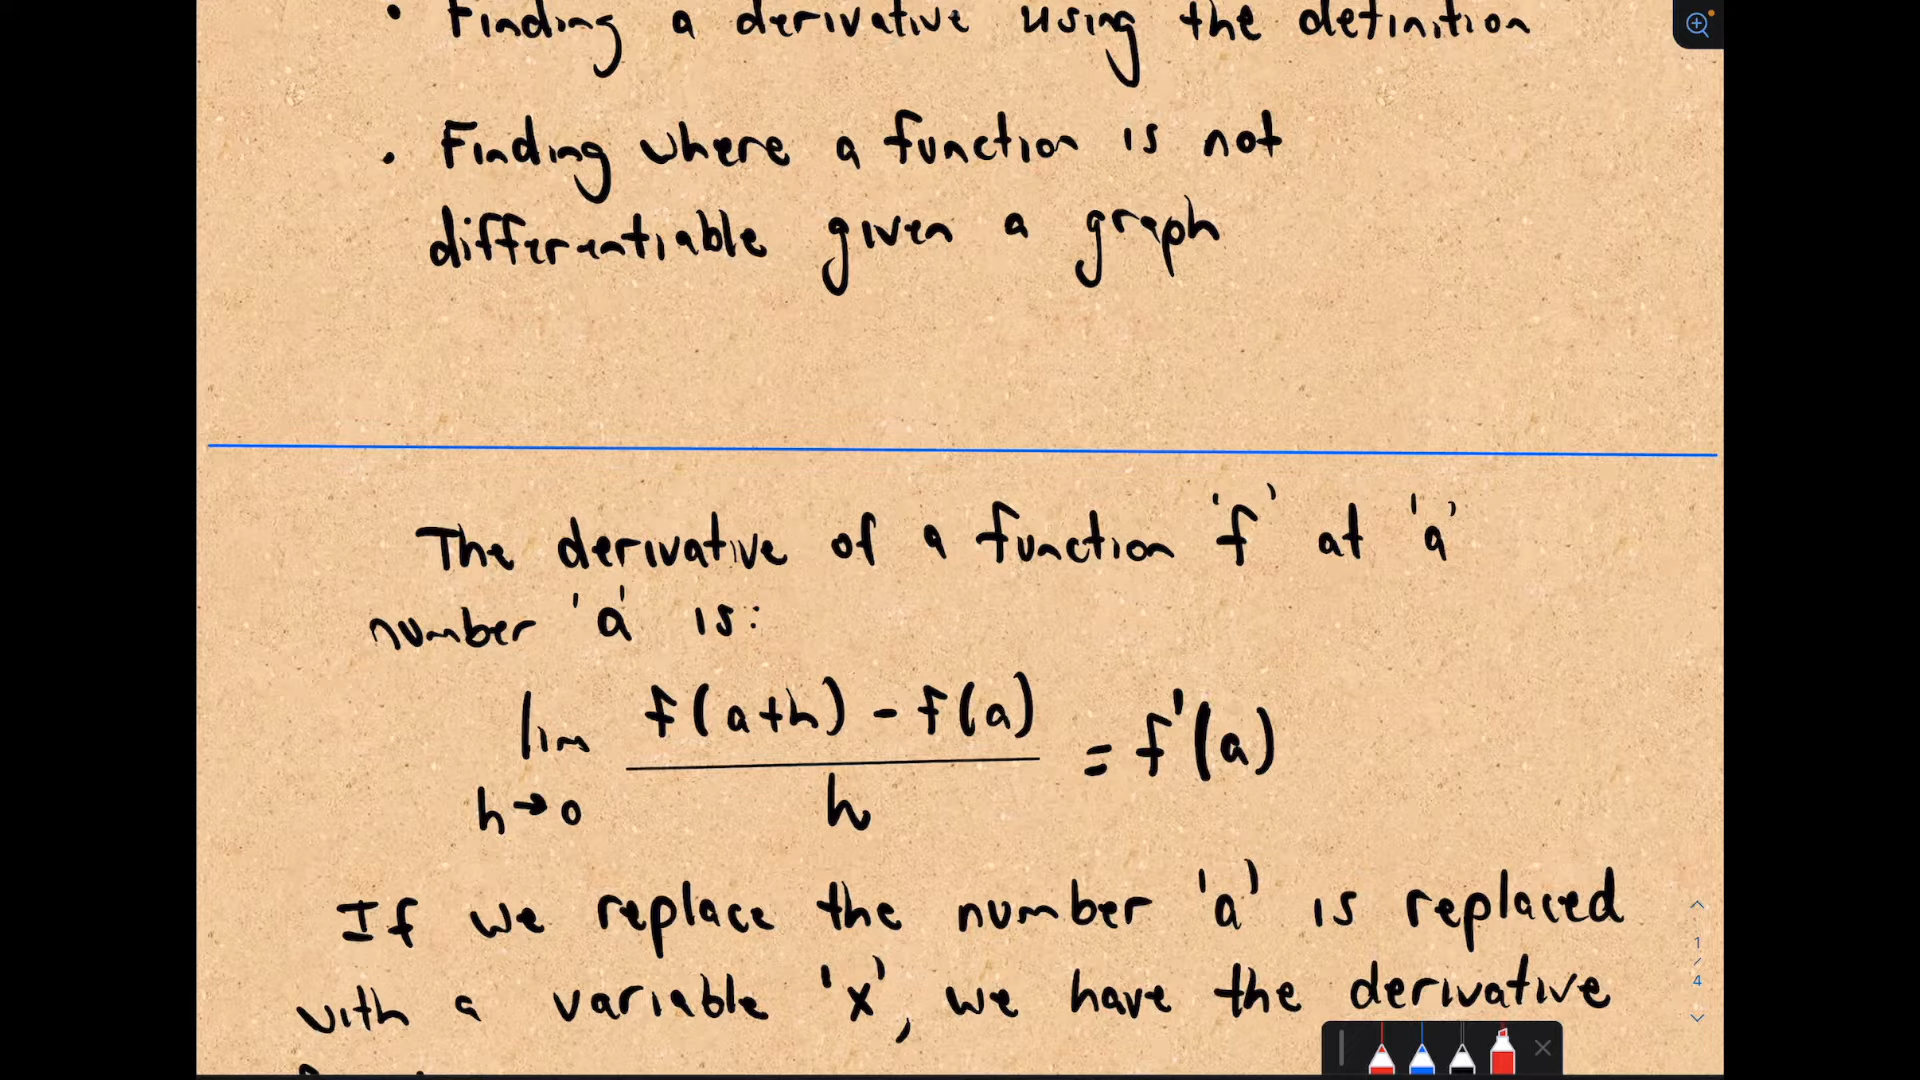 • Finding a derivative using the definition
• Finding where a function is not
differentiable given a graph
The derivative of a function 'f' at 'a'
number 'a' is:
lim h→0 f(a+h) - f(a) / h = f'(a)
If we replace the number 'a' is replaced
with a variable 'x', we have the derivative
1
/
4